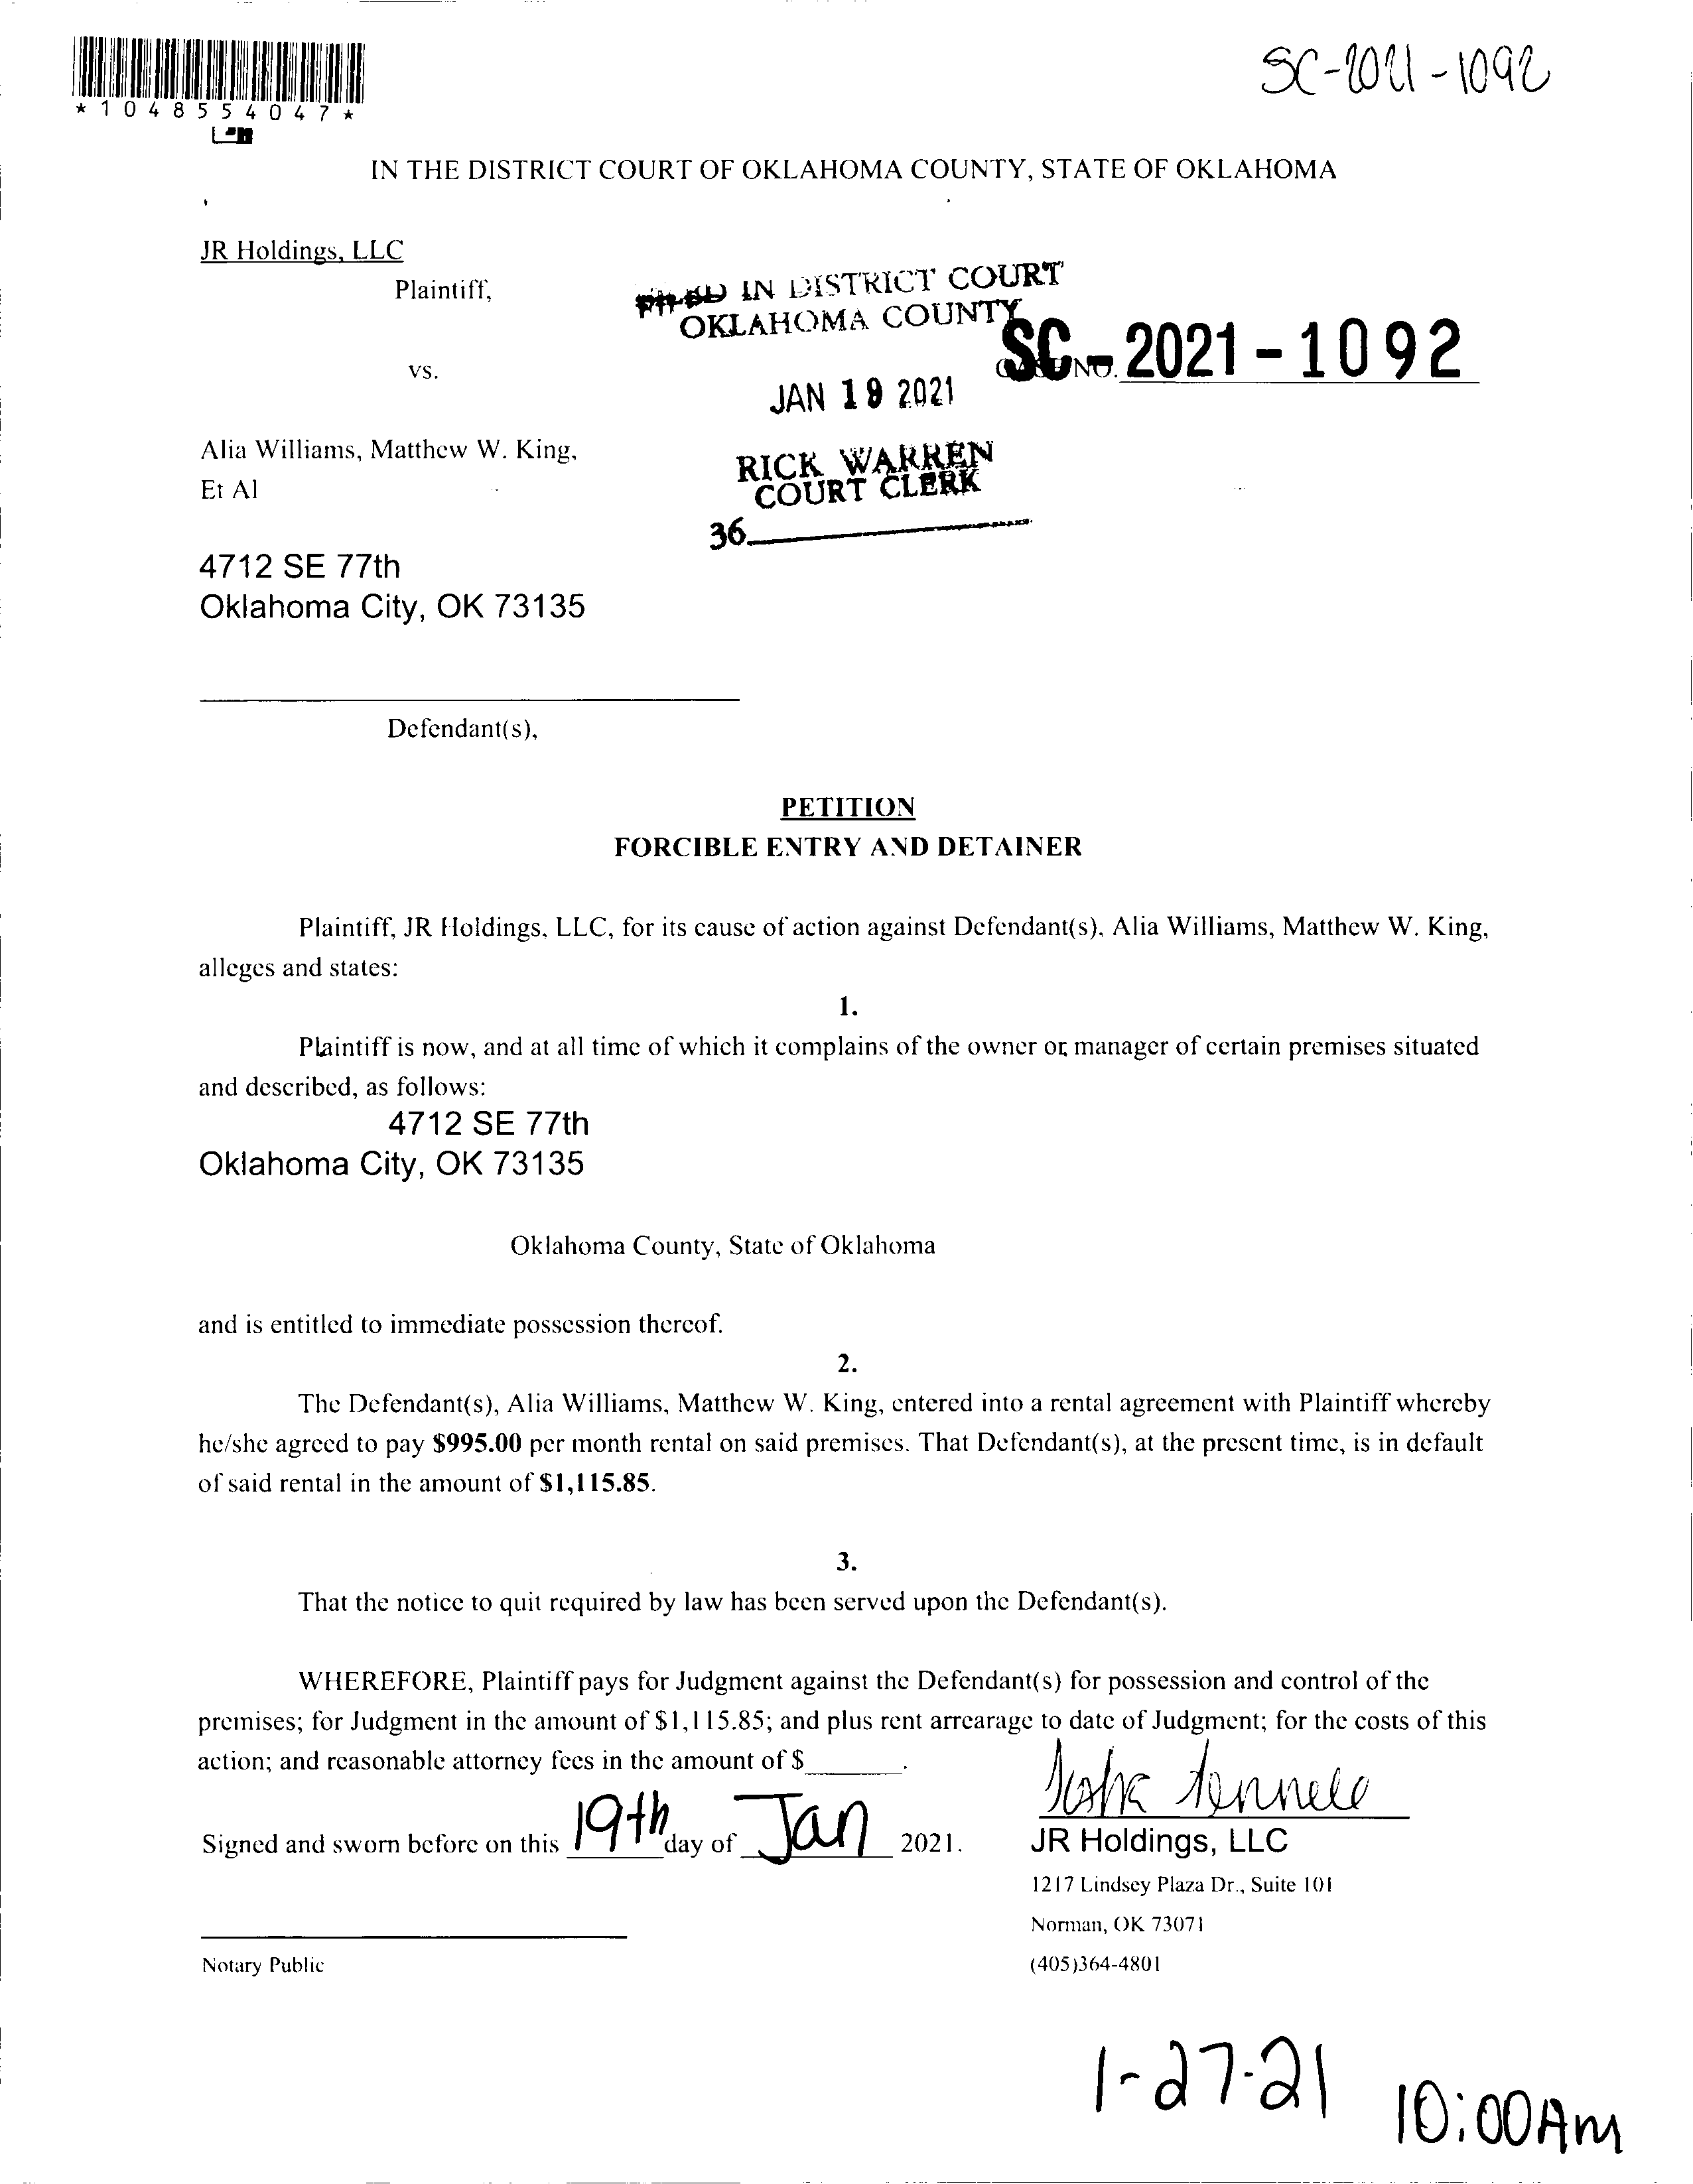 SC-2021-1092
*1048554047*
IN THE DISTRICT COURT OF OKLAHOMA COUNTY, STATE OF OKLAHOMA
JR Holdings, LLC
Plaintiff,
FILED IN DISTRICT COURT
OKLAHOMA COUNTY
vs.
CASE NO. SC-2021-1092
JAN 19 2021
Alia Williams, Matthew W. King,
Et Al
RICK WARREN
COURT CLERK
36
4712 SE 77th
Oklahoma City, OK 73135
Defendant(s),
PETITION
FORCIBLE ENTRY AND DETAINER
Plaintiff, JR Holdings, LLC, for its cause of action against Defendant(s), Alia Williams, Matthew W. King,
alleges and states:
1.
Plaintiff is now, and at all time of which it complains of the owner or manager of certain premises situated
and described, as follows:
4712 SE 77th
Oklahoma City, OK 73135
Oklahoma County, State of Oklahoma
and is entitled to immediate possession thereof.
2.
The Defendant(s), Alia Williams, Matthew W. King, entered into a rental agreement with Plaintiff whereby
he/she agreed to pay $995.00 per month rental on said premises. That Defendant(s), at the present time, is in default
of said rental in the amount of $1,115.85.
3.
That the notice to quit required by law has been served upon the Defendant(s).
WHEREFORE, Plaintiff pays for Judgment against the Defendant(s) for possession and control of the
premises; for Judgment in the amount of $1,115.85; and plus rent arrearage to date of Judgment; for the costs of this
action; and reasonable attorney fees in the amount of $______.
Signed and sworn before on this 19th day of Jan 2021.
JR Holdings, LLC
1217 Lindsey Plaza Dr., Suite 101
Norman, OK 73071
Notary Public
(405)364-4801
1-27-21 10:00Am